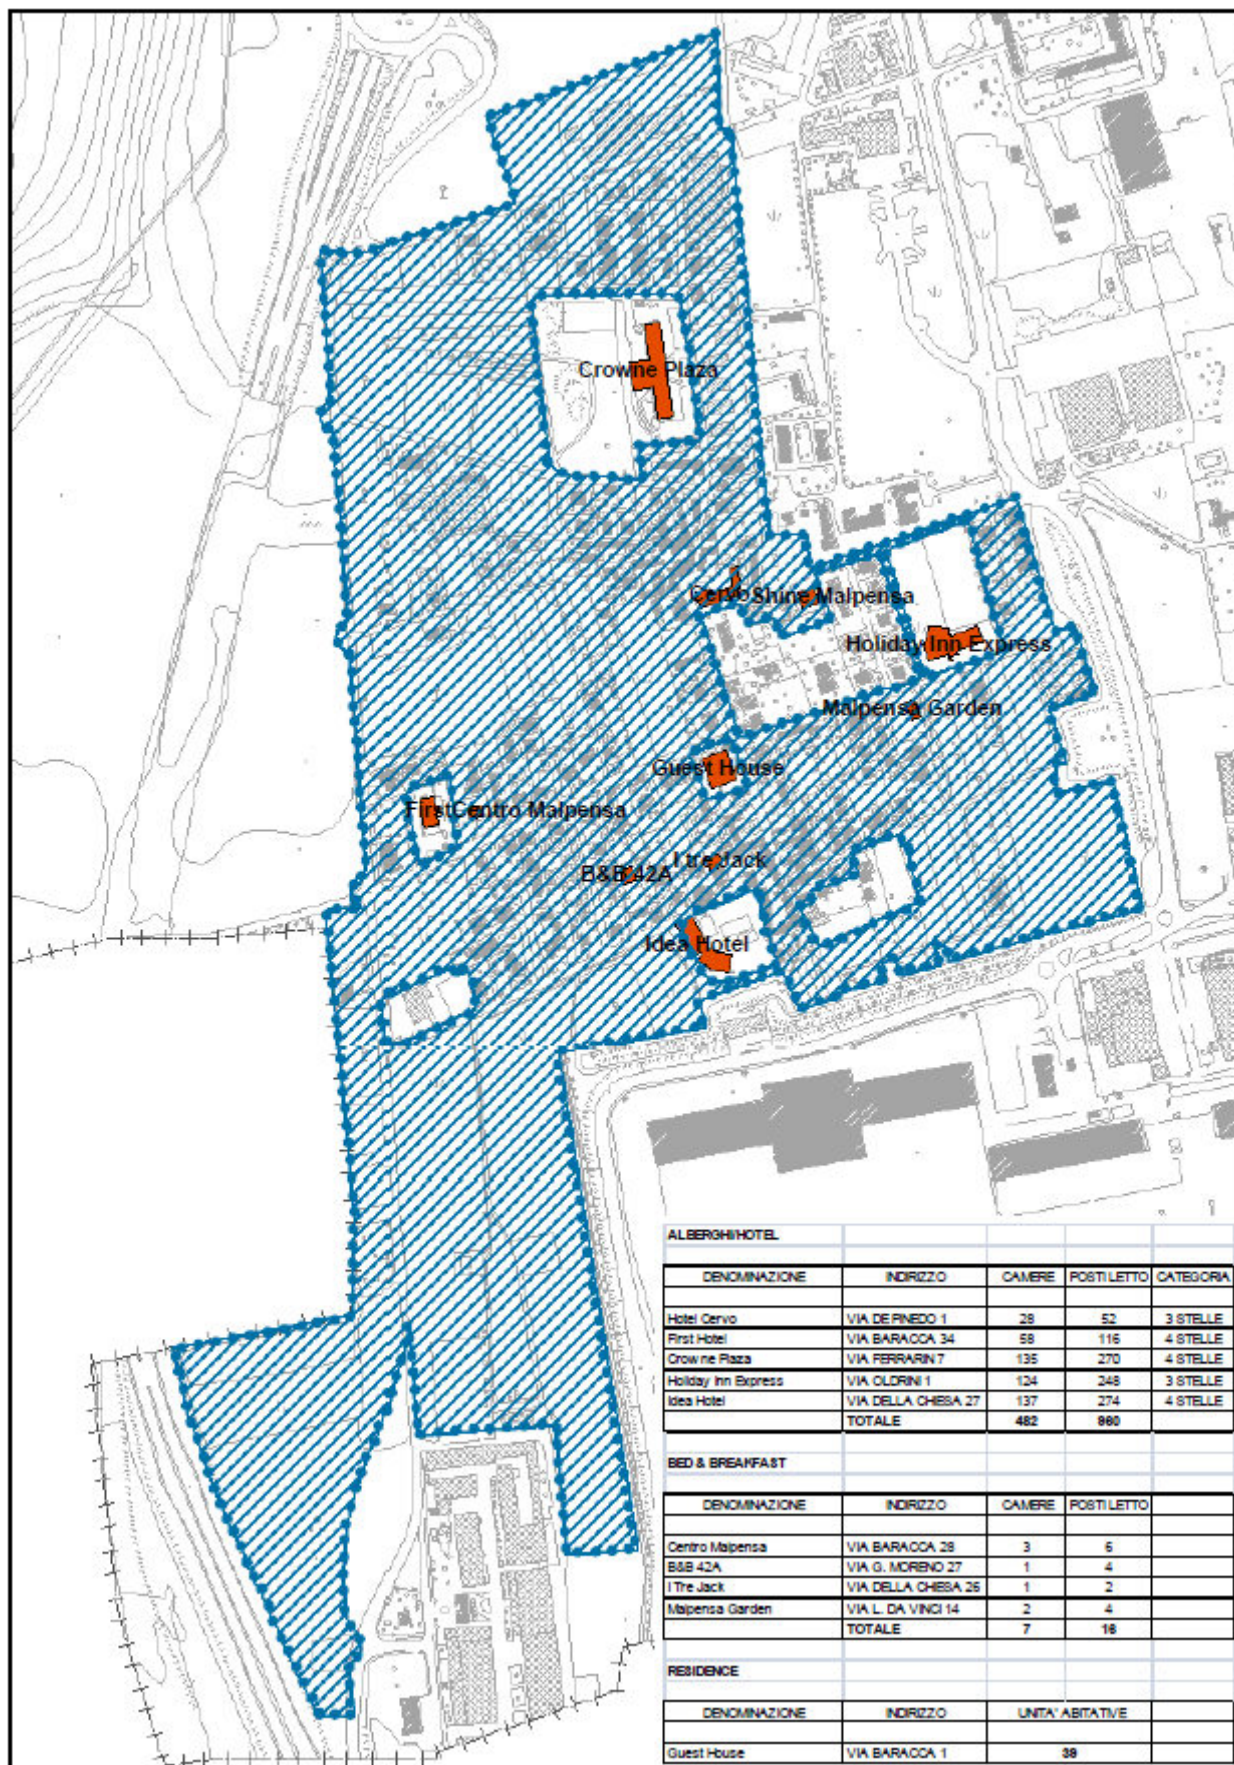 Crowne Plaza
Cervo
Shine Malpensa
Holiday Inn Express
Malpensa Garden
Guest House
First
Centro Malpensa
I tre Jack
B&B 42A
Idea Hotel
ALBERGHI/HOTEL
DENOMINAZIONE INDIRIZZO CAMERE POSTI LETTO CATEGORIA
Hotel Cervo VIA DE PINEDO 1 28 52 3 STELLE
First Hotel VIA BARACCA 34 58 116 4 STELLE
Crowne Plaza VIA FERRARIN 7 135 270 4 STELLE
Holiday Inn Express VIA OLDRINI 1 124 248 3 STELLE
Idea Hotel VIA DELLA CHIESA 27 137 274 4 STELLE
TOTALE 482 960
BED & BREAKFAST
DENOMINAZIONE INDIRIZZO CAMERE POSTI LETTO
Centro Malpensa VIA BARACCA 28 3 6
B&B 42A VIA G. MORENO 27 1 4
I Tre Jack VIA DELLA CHIESA 26 1 2
Malpensa Garden VIA L. DA VINCI 14 2 4
TOTALE 7 16
RESIDENCE
DENOMINAZIONE INDIRIZZO UNITA' ABITATIVE
Guest House VIA BARACCA 1 39